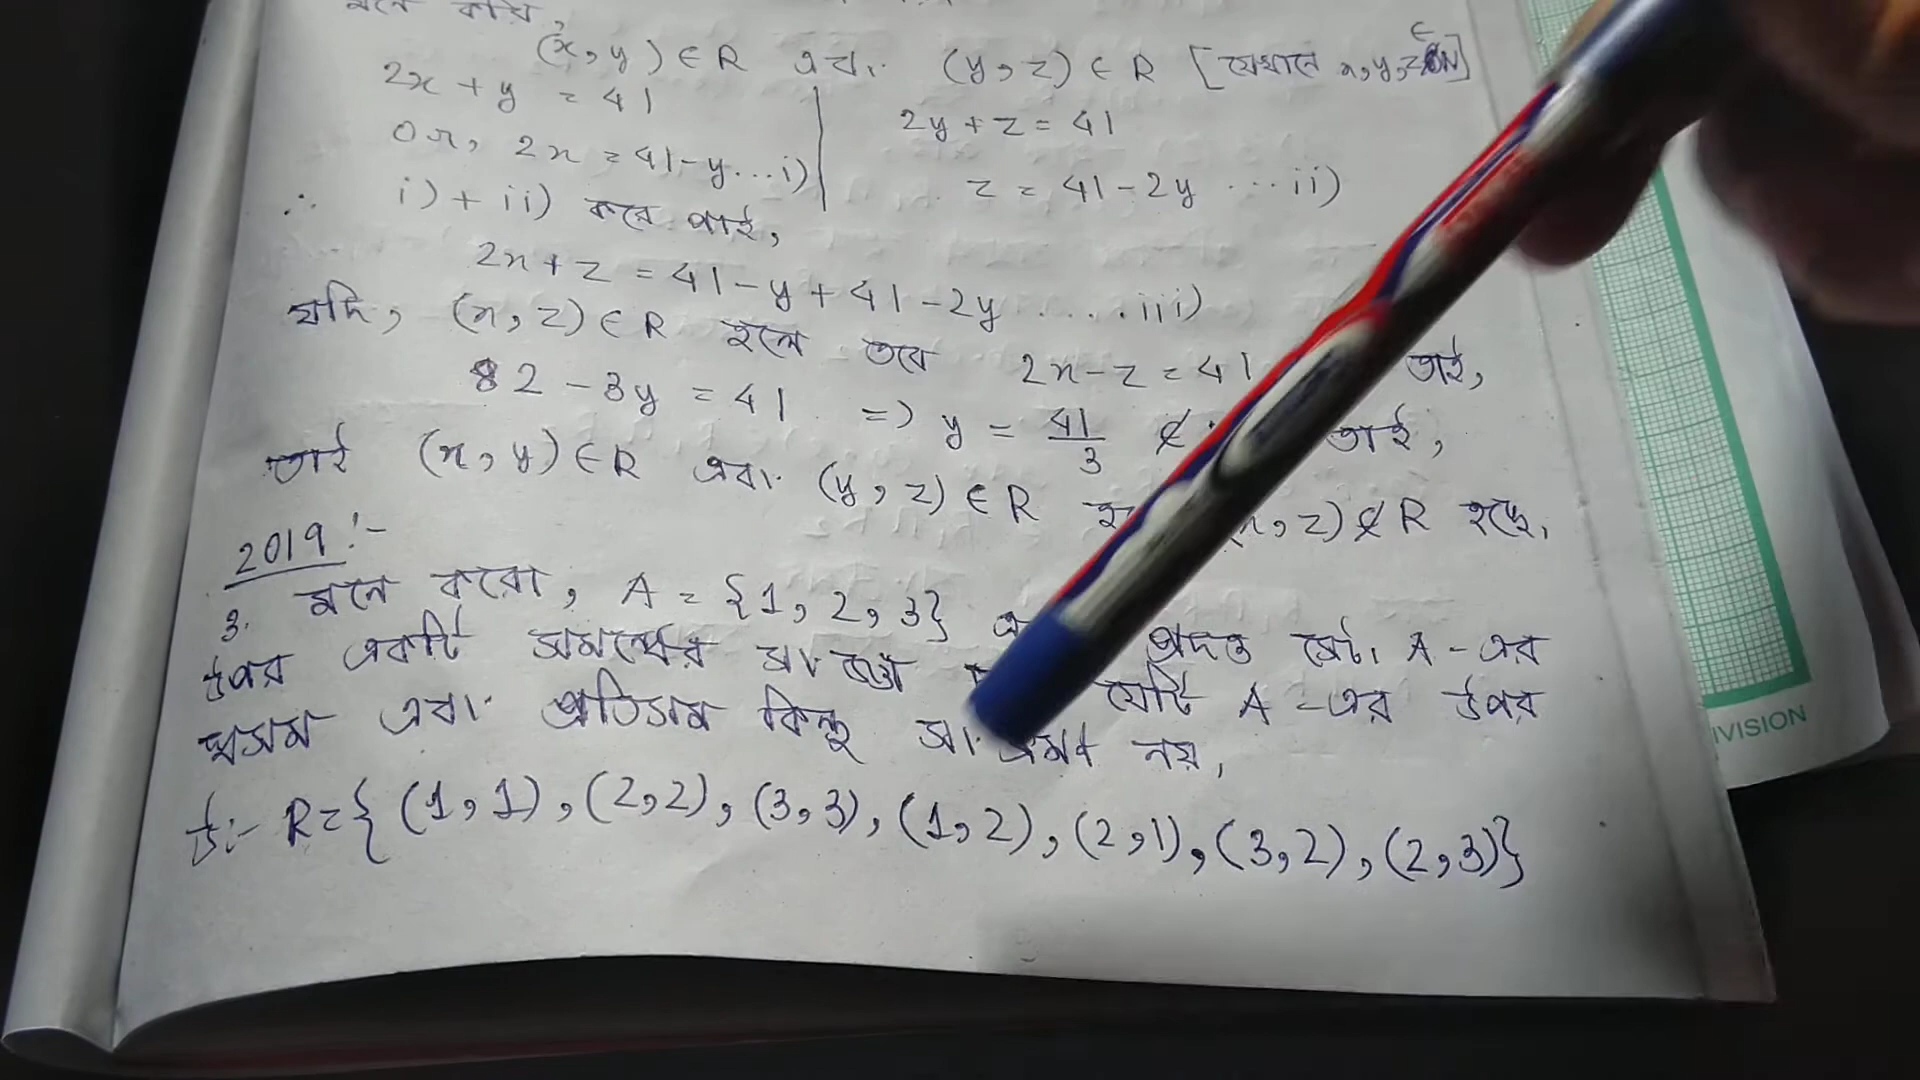 মনে করি,
(x, y) ∈ R এবং (y, z) ∈ R [যেখানে x, y, z ∈ N]
2x + y = 41
2y + z = 41
or, 2x = 41 - y ... i)
z = 41 - 2y ... ii)
∴ i) + ii) করে পাই,
2x + z = 41 - y + 41 - 2y ..... iii)
যদি, (x, z) ∈ R হলে তবে 2x - z = 41 তাই,
82 - 3y = 41 => y = 41/3 ∉ তাই,
তাই (x, y) ∈ R এবং (y, z) ∈ R , z) ∉ R হচ্ছে,
2019 :-
3. মনে করো, A = {1, 2, 3} প্রদত্ত সেট। A - এর
উপর একটি সম্বন্ধের যেটি A - এর উপর
স্বসম এবং প্রতিসম কিন্তু নয়,
উ:- R = { (1, 1), (2, 2), (3, 3), (1, 2), (2, 1), (3, 2), (2, 3)}
IVISION